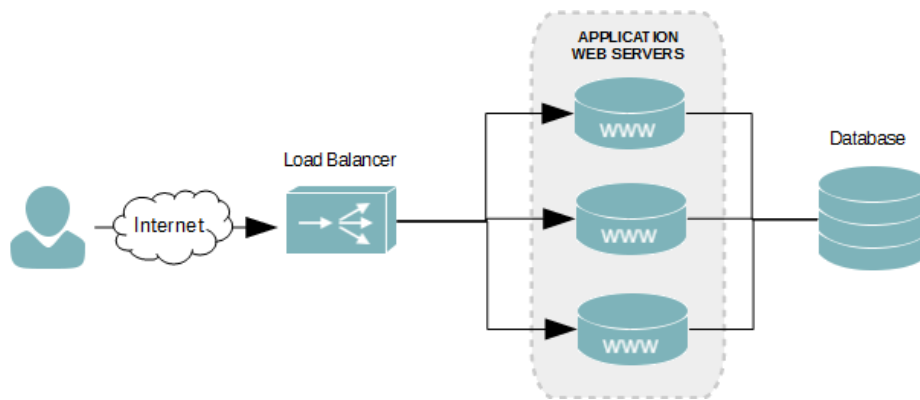 APPLICATION
WEB SERVERS
WWW
Load Balancer
Database
Internet
WWW
WWW